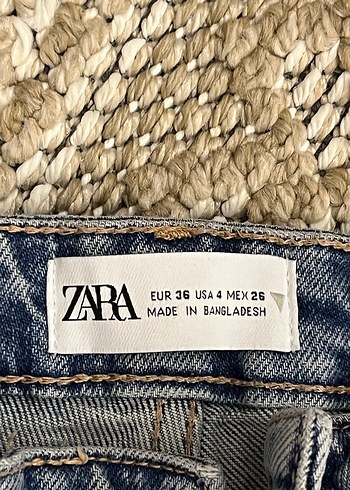 ZARA
EUR 36 USA 4 MEX 26
MADE IN BANGLADESH